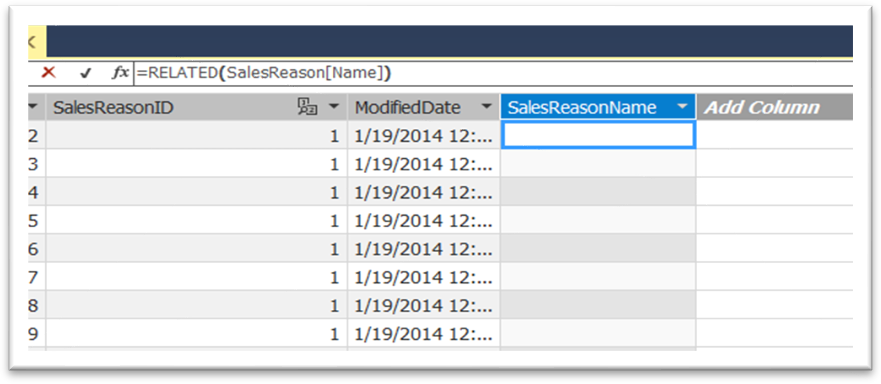 =RELATED(SalesReason[Name])
SalesReasonID ModifiedDate SalesReasonName Add Column
2 1 1/19/2014 12:...
3 1 1/19/2014 12:...
4 1 1/19/2014 12:...
5 1 1/19/2014 12:...
6 1 1/19/2014 12:...
7 1 1/19/2014 12:...
8 1 1/19/2014 12:...
9 1 1/19/2014 12:...